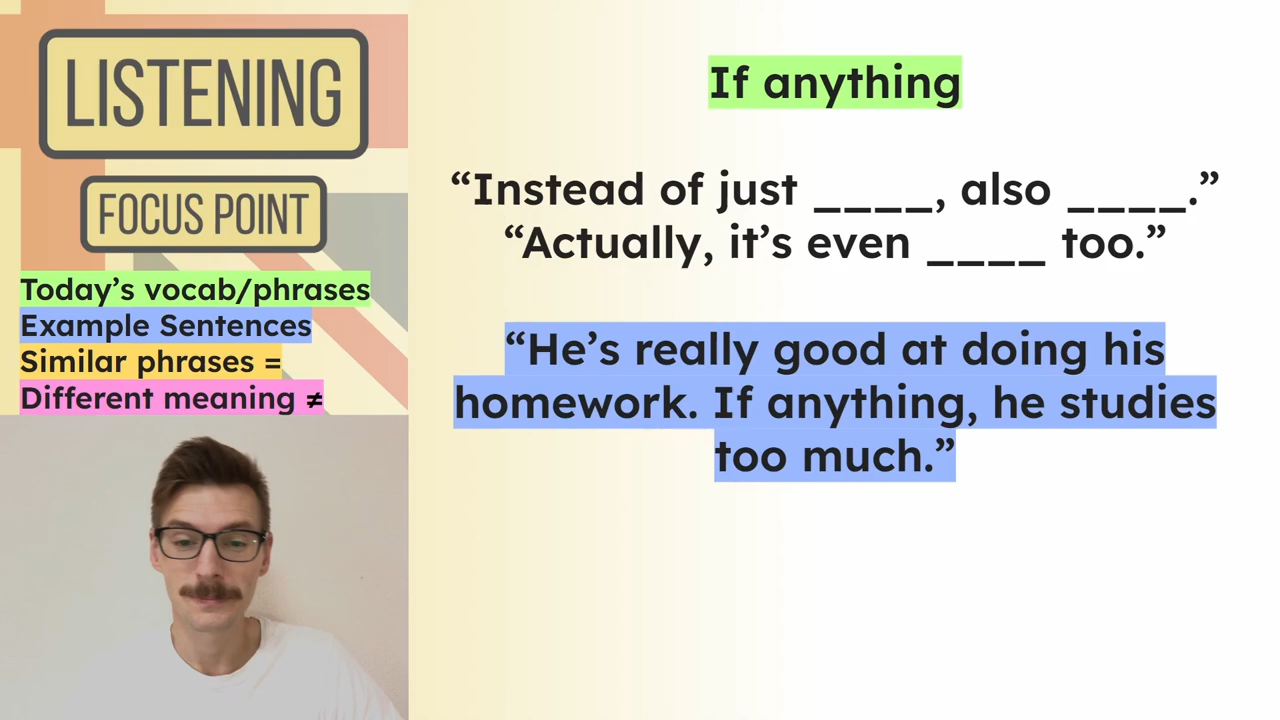 LISTENING
FOCUS POINT
Today’s vocab/phrases
Example Sentences
Similar phrases =
Different meaning ≠
If anything
“Instead of just ____, also ____.”
“Actually, it’s even ____ too.”
“He’s really good at doing his
homework. If anything, he studies
too much.”